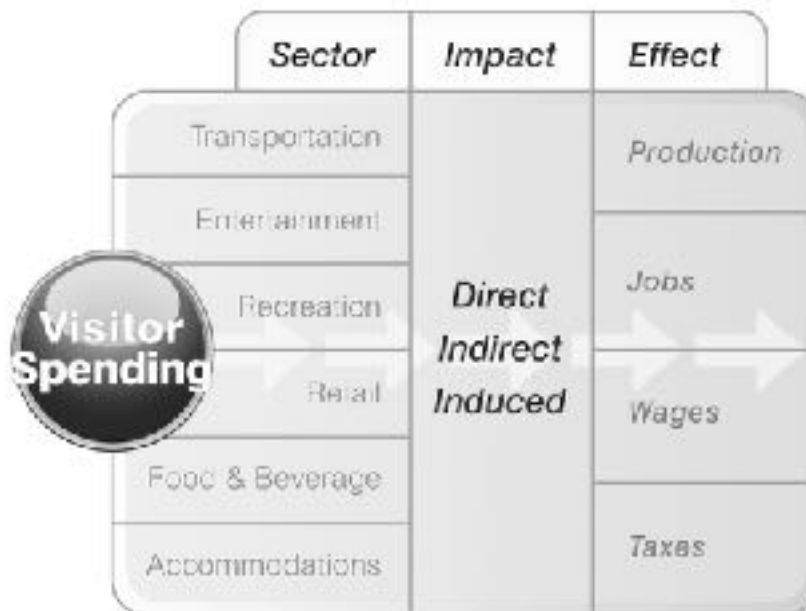 Sector
Impact
Effect
Transportation
Entertainment
Recreation
Retail
Food & Beverage
Accommodations
Visitor
Spending
Direct
Indirect
Induced
Production
Jobs
Wages
Taxes